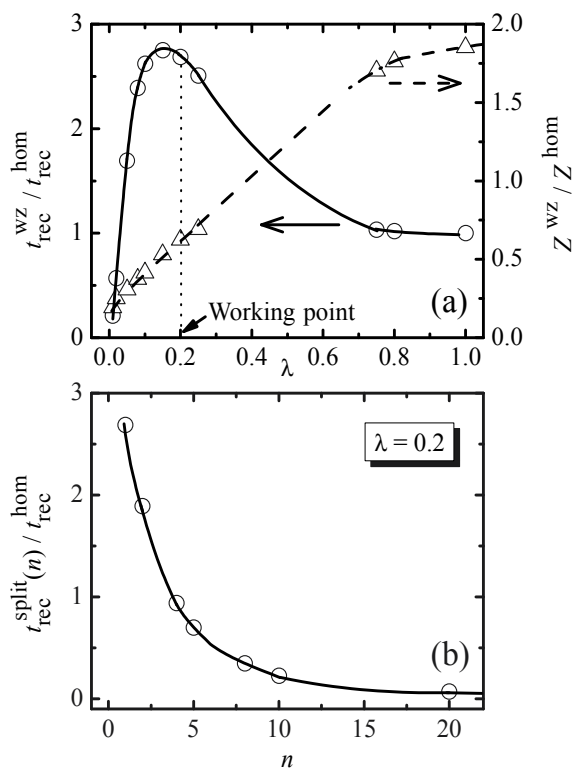 3
2
1
0
t_rec^wz / t_rec^hom
2.0
1.5
1.0
0.5
0.0
Z^wz / Z^hom
(a)
Working point
0.0 0.2 0.4 0.6 0.8 1.0
λ
3
2
1
0
t_rec^split(n) / t_rec^hom
λ = 0.2
(b)
0 5 10 15 20
n